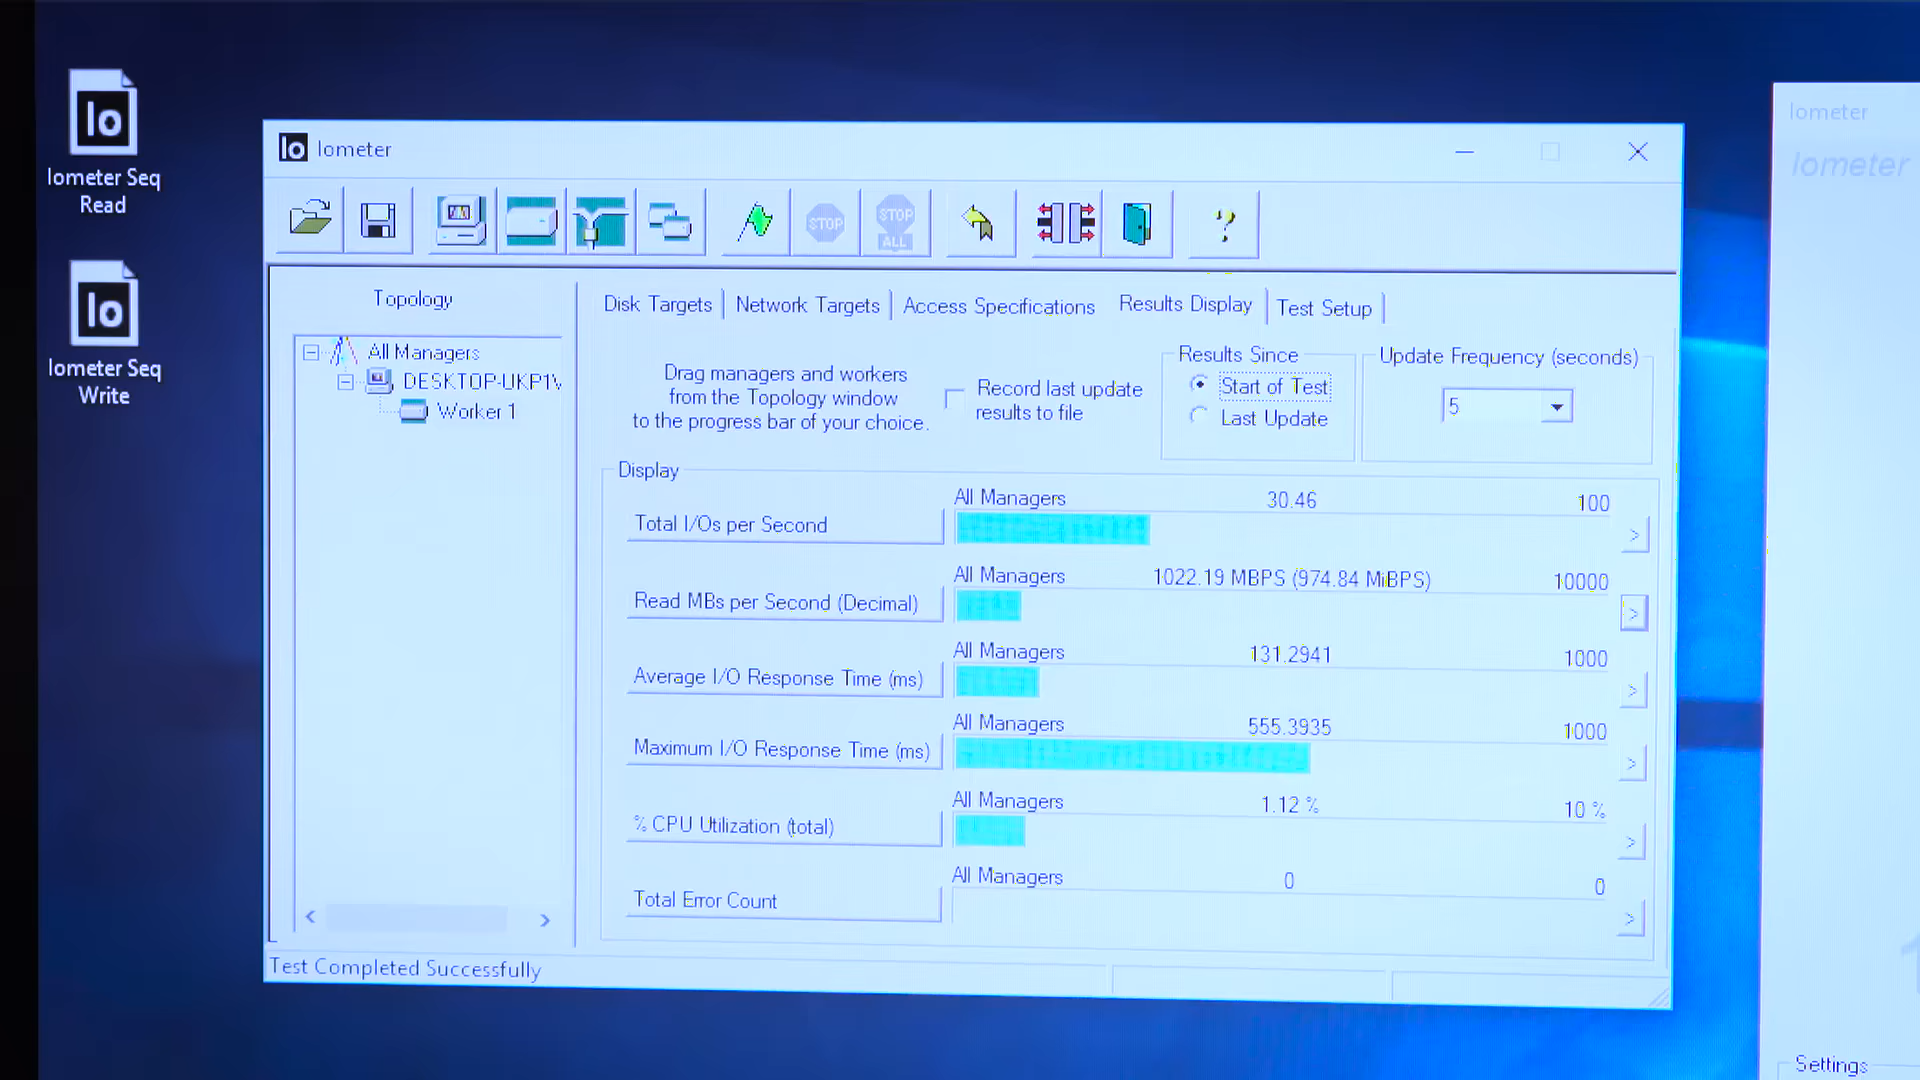 Io
Iometer Seq
Read
Io
Iometer Seq
Write
Io Iometer
STOP
STOP
ALL
?
Topology
All Managers
DESKTOP-UKP1V
Worker 1
Disk Targets
Network Targets
Access Specifications
Results Display
Test Setup
Drag managers and workers
from the Topology window
to the progress bar of your choice.
Record last update
results to file
Results Since
Start of Test
Last Update
Update Frequency (seconds)
5
Display
Total I/Os per Second
All Managers 30.46 100
>
Read MBs per Second (Decimal)
All Managers 1022.19 MBPS (974.84 MiBPS) 10000
>
Average I/O Response Time (ms)
All Managers 131.2941 1000
>
Maximum I/O Response Time (ms)
All Managers 555.3935 1000
>
% CPU Utilization (total)
All Managers 1.12 % 10 %
>
Total Error Count
All Managers 0 0
>
Test Completed Successfully
Iometer
Iometer
Settings